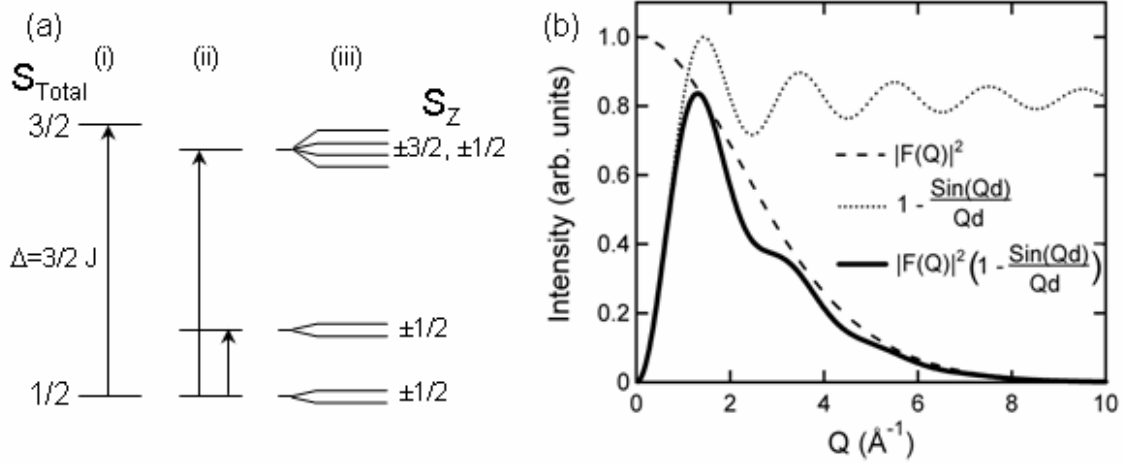 (a)
(i) (ii) (iii)
S_Total S_Z
3/2
±3/2, ±1/2
Δ=3/2 J
±1/2
1/2 ±1/2
(b)
Intensity (arb. units)
1.0
0.8
0.6
0.4
0.2
0
|F(Q)|²
1 - Sin(Qd)/Qd
|F(Q)|² (1 - Sin(Qd)/Qd)
0 2 4 6 8 10
Q (Å⁻¹)